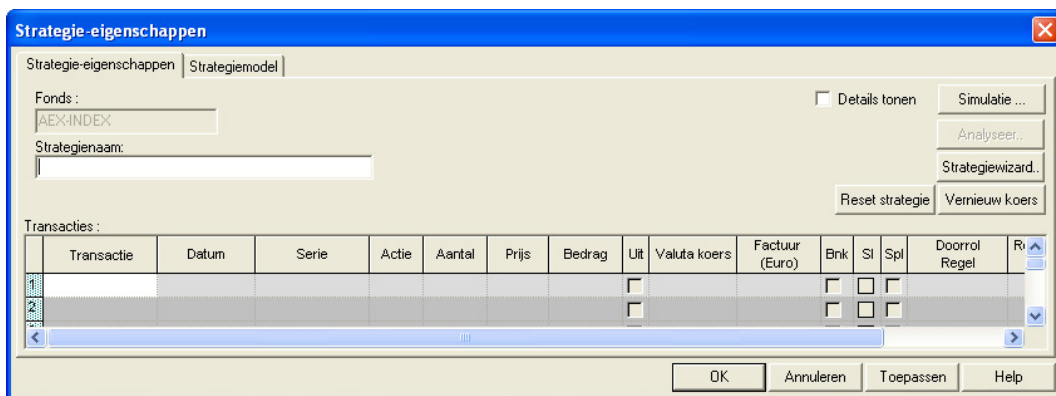 Strategie-eigenschappen
Strategie-eigenschappen Strategiemodel
Fonds :
AEX-INDEX
Details tonen
Simulatie ...
Analyseer..
Strategienaam:
Strategiewizard..
Reset strategie
Vernieuw koers
Transacties :
Transactie Datum Serie Actie Aantal Prijs Bedrag Uit Valuta koers Factuur (Euro) Bnk Sl Spl Doorrol Regel
1
2
OK Annuleren Toepassen Help